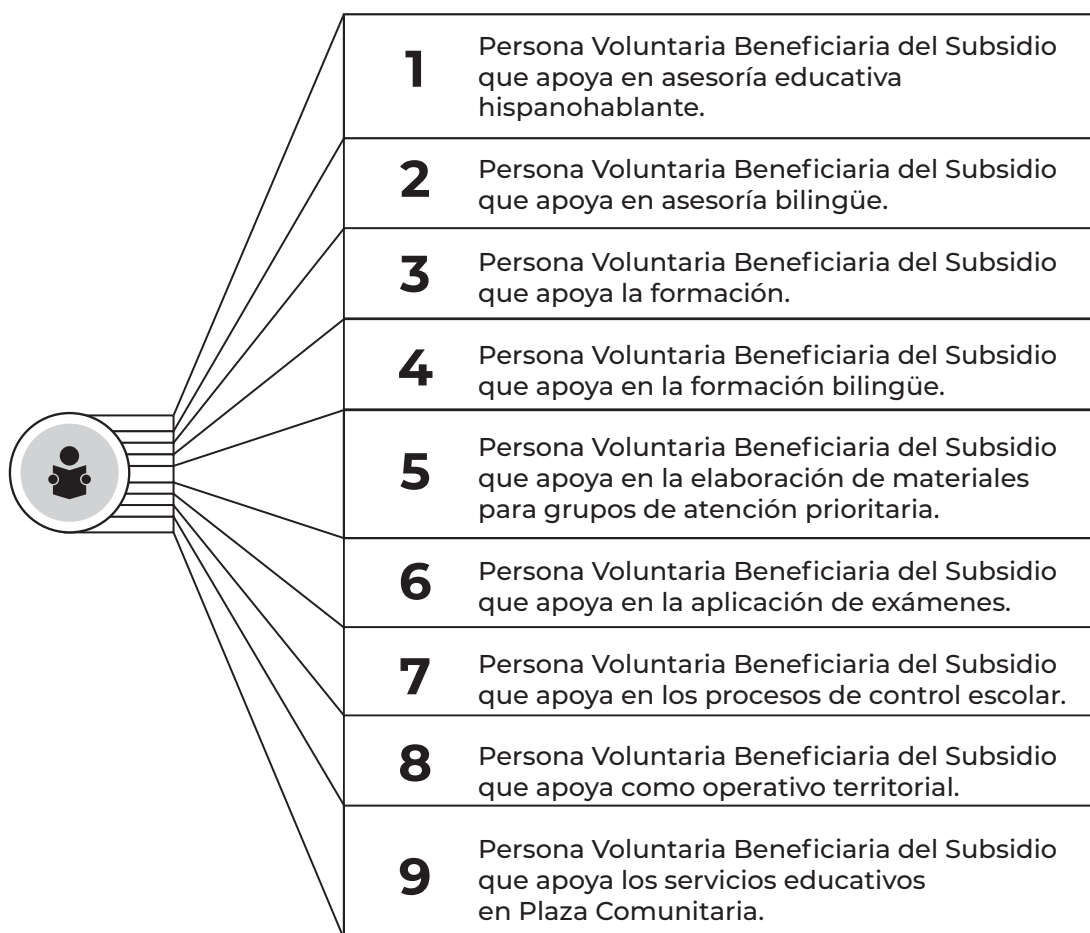 1
Persona Voluntaria Beneficiaria del Subsidio
que apoya en asesoría educativa
hispanohablante.
2
Persona Voluntaria Beneficiaria del Subsidio
que apoya en asesoría bilingüe.
3
Persona Voluntaria Beneficiaria del Subsidio
que apoya la formación.
4
Persona Voluntaria Beneficiaria del Subsidio
que apoya en la formación bilingüe.
5
Persona Voluntaria Beneficiaria del Subsidio
que apoya en la elaboración de materiales
para grupos de atención prioritaria.
6
Persona Voluntaria Beneficiaria del Subsidio
que apoya en la aplicación de exámenes.
7
Persona Voluntaria Beneficiaria del Subsidio
que apoya en los procesos de control escolar.
8
Persona Voluntaria Beneficiaria del Subsidio
que apoya como operativo territorial.
9
Persona Voluntaria Beneficiaria del Subsidio
que apoya los servicios educativos
en Plaza Comunitaria.